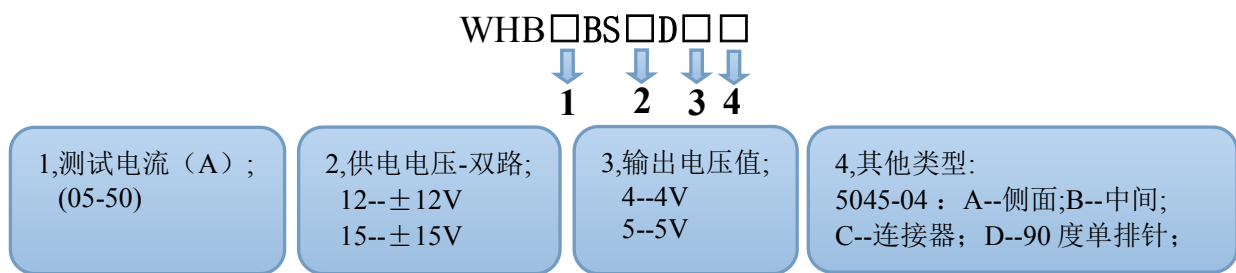 WHB□BS□D□□
1 2 3 4
1,测试电流（A）;
(05-50)
2,供电电压-双路;
12--±12V
15--±15V
3,输出电压值;
4--4V
5--5V
4,其他类型:
5045-04 ：A--侧面;B--中间;
C--连接器；D--90 度单排针；